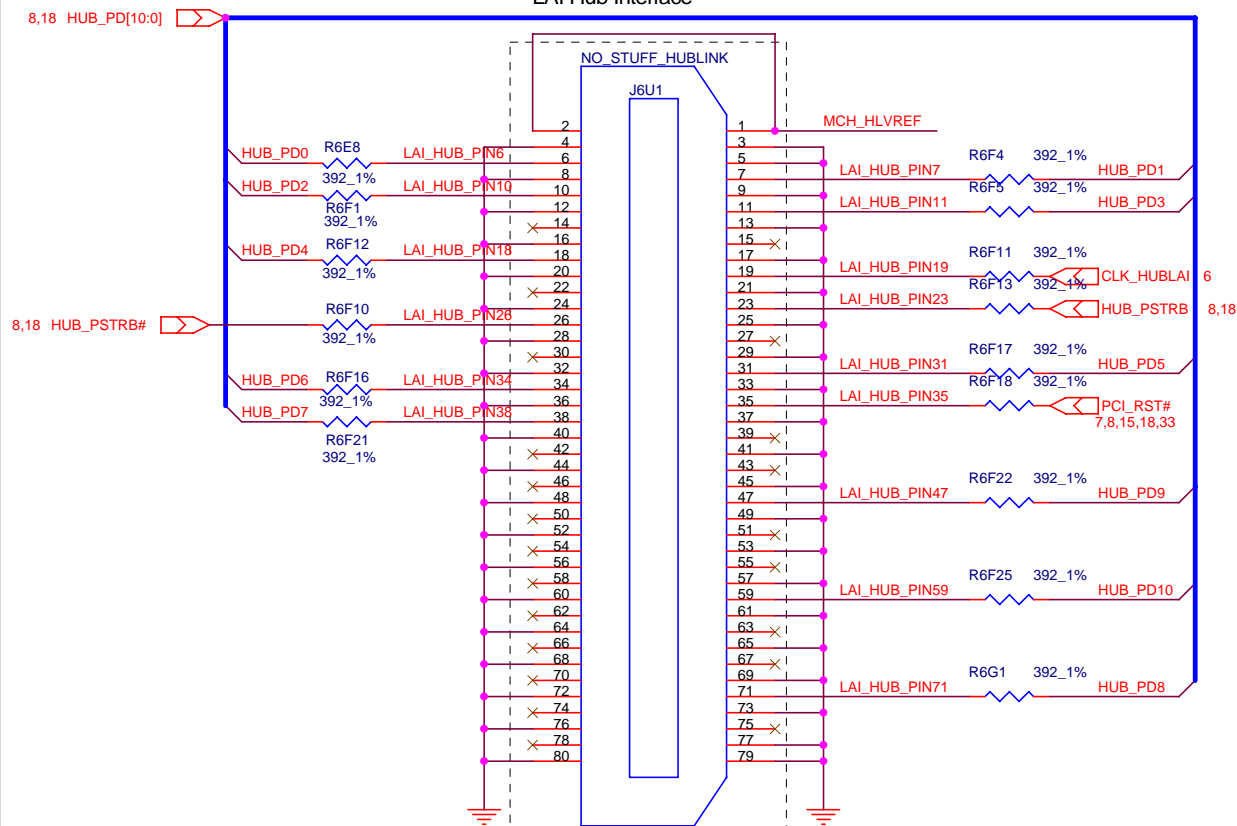 LAI Hub Interface
8,18 HUB_PD[10:0]
NO_STUFF_HUBLINK
J6U1
MCH_HLVREF
HUB_PD0 R6E8 392_1% LAI_HUB_PIN6
HUB_PD2 R6F1 392_1% LAI_HUB_PIN10
HUB_PD4 R6F12 392_1% LAI_HUB_PIN18
8,18 HUB_PSTRB# R6F10 392_1% LAI_HUB_PIN26
HUB_PD6 R6F16 392_1% LAI_HUB_PIN34
HUB_PD7 R6F21 392_1% LAI_HUB_PIN38
2 1
4 3
6 5
8 7
10 9
12 11
14 13
16 15
18 17
20 19
22 21
24 23
26 25
28 27
30 29
32 31
34 33
36 35
38 37
40 39
42 41
44 43
46 45
48 47
50 49
52 51
54 53
56 55
58 57
60 59
62 61
64 63
66 65
68 67
70 69
72 71
74 73
76 75
78 77
80 79
LAI_HUB_PIN7 R6F4 392_1% HUB_PD1
LAI_HUB_PIN11 R6F5 392_1% HUB_PD3
LAI_HUB_PIN19 R6F11 392_1% CLK_HUBLAI 6
LAI_HUB_PIN23 R6F13 392_1% HUB_PSTRB 8,18
LAI_HUB_PIN31 R6F17 392_1% HUB_PD5
LAI_HUB_PIN35 R6F18 392_1% PCI_RST#
7,8,15,18,33
LAI_HUB_PIN47 R6F22 392_1% HUB_PD9
LAI_HUB_PIN59 R6F25 392_1% HUB_PD10
LAI_HUB_PIN71 R6G1 392_1% HUB_PD8